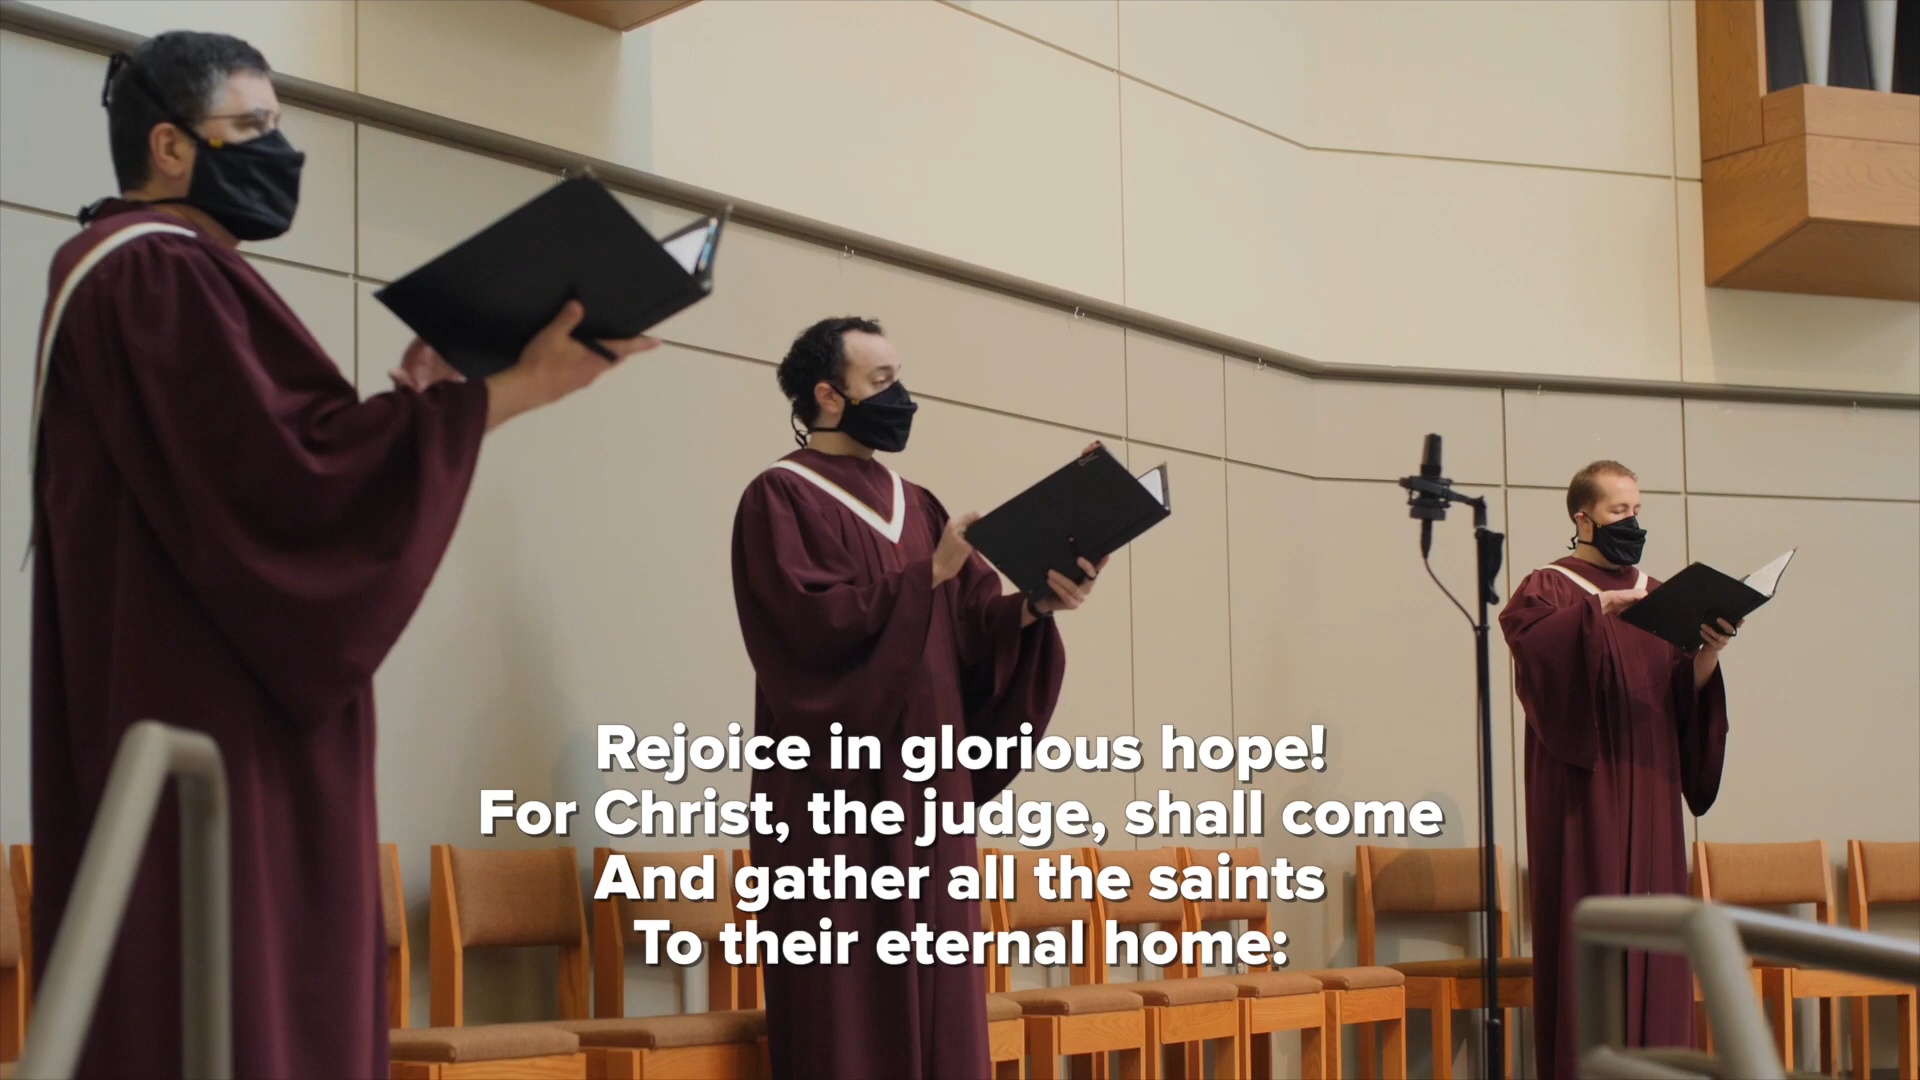 Rejoice in glorious hope!
For Christ, the judge, shall come
And gather all the saints
To their eternal home: